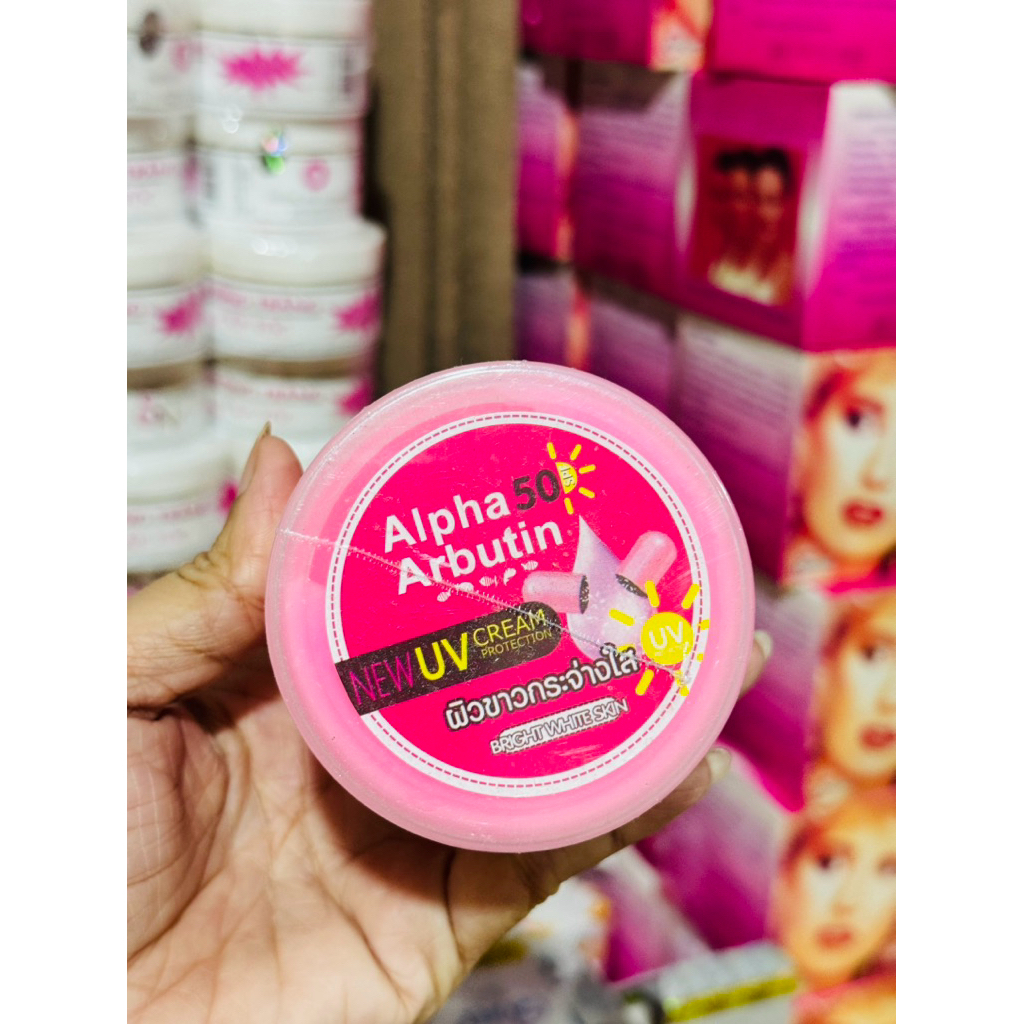 Alpha 50 SPF
Arbutin
NEW UV CREAM
PROTECTION
UV
ผิวขาวกระจ่างใส
BRIGHT WHITE SKIN